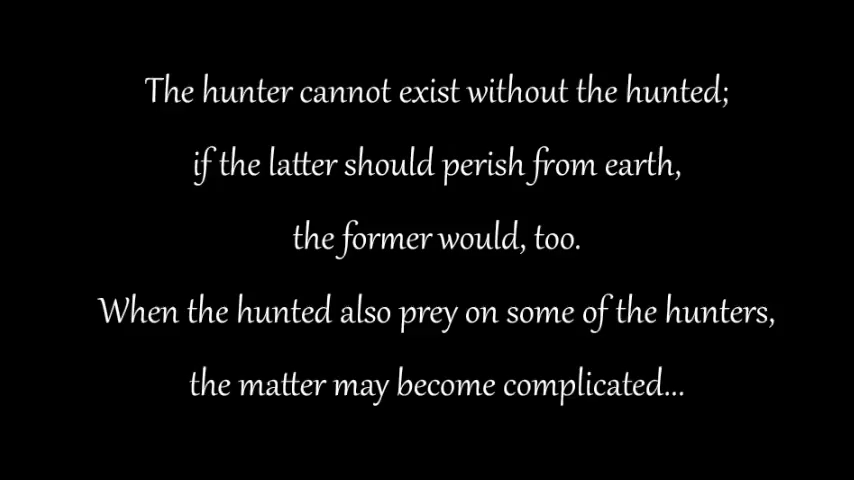 The hunter cannot exist without the hunted;
if the latter should perish from earth,
the former would, too.
When the hunted also prey on some of the hunters,
the matter may become complicated...